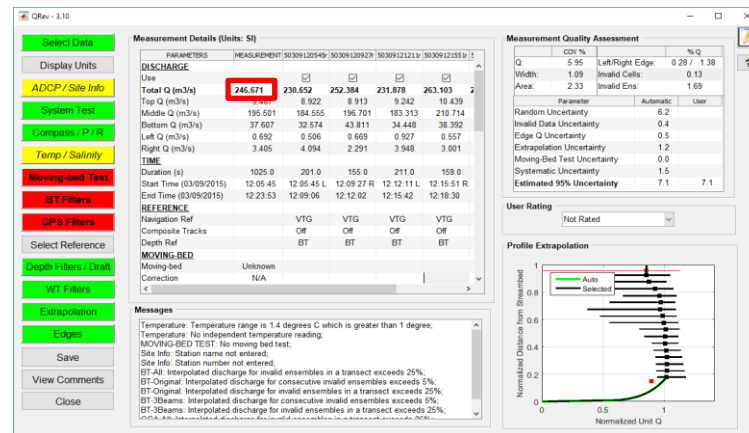 QRev - 3.10
Select Data
Display Units
ADCP / Site Info
System Test
Compass / P / R
Temp / Salinity
Moving-bed Test
BT Filters
GPS Filters
Select Reference
Depth Filters / Draft
WT Filters
Extrapolation
Edges
Save
View Comments
Close
Measurement Details (Units: SI)
PARAMETERS MEASUREMENT S0309120545r S0309120927r S0309121211r S0309121551r S
DISCHARGE
Use
Total Q (m3/s) 246.671 230.652 252.384 231.878 263.103 2
Top Q (m3/s) 8.922 8.913 9.242 10.439
Middle Q (m3/s) 195.501 184.555 196.701 183.313 210.714
Bottom Q (m3/s) 37.607 32.574 43.811 34.448 38.392
Left Q (m3/s) 0.692 0.506 0.669 0.927 0.557
Right Q (m3/s) 3.405 4.094 2.291 3.948 3.001
TIME
Duration (s) 1025.0 201.0 155.0 211.0 159.0
Start Time (03/09/2015) 12:05:45 12:05:45 L 12:09:27 R 12:12:11 L 12:15:51 R
End Time (03/09/2015) 12:23:53 12:09:06 12:12:02 12:15:42 12:18:30
REFERENCE
Navigation Ref VTG VTG VTG VTG
Composite Tracks Off Off Off Off
Depth Ref BT BT BT BT
MOVING-BED
Moving-bed Unknown
Correction N/A
Messages
Temperature: Temperature range is 1.4 degrees C which is greater than 1 degree;
Temperature: No independent temperature reading;
MOVING-BED TEST: No moving bed test;
Site Info: Station name not entered;
Site Info: Station number not entered;
BT-All: Interpolated discharge for invalid ensembles in a transect exceeds 25%;
BT-Original: Interpolated discharge for consecutive invalid ensembles exceeds 5%;
BT-Original: Interpolated discharge for invalid ensembles in a transect exceeds 25%;
BT-3Beams: Interpolated discharge for consecutive invalid ensembles exceeds 5%;
BT-3Beams: Interpolated discharge for invalid ensembles in a transect exceeds 25%;
Measurement Quality Assessment
COV % % Q
Q: 5.95 Left/Right Edge: 0.28 / 1.38
Width: 1.09 Invalid Cells: 0.13
Area: 2.33 Invalid Ens: 1.69
Parameter Automatic User
Random Uncertainty 6.2
Invalid Data Uncertainty 0.4
Edge Q Uncertainty 0.5
Extrapolation Uncertainty 1.2
Moving-Bed Test Uncertainty 0.0
Systematic Uncertainty 1.5
Estimated 95% Uncertainty 7.1 7.1
User Rating
Not Rated
Profile Extrapolation
Auto
Selected
Normalized Distance from Streambed
1
0.8
0.6
0.4
0.2
0
0 0.5 1
Normalized Unit Q
?